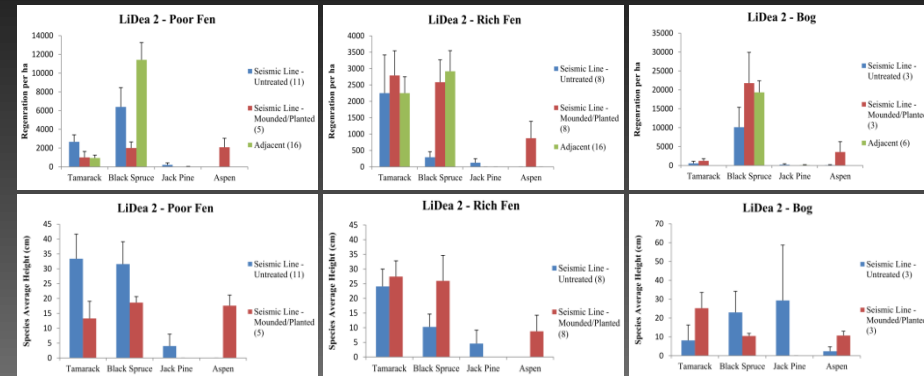 LiDea 2 - Poor Fen
Regenration per ha
14000
12000
10000
8000
6000
4000
2000
0
Tamarack Black Spruce Jack Pine Aspen
Seismic Line -
Untreated (11)
Seismic Line -
Mounded/Planted
(5)
Adjacent (16)
LiDea 2 - Rich Fen
Regenration per ha
4000
3500
3000
2500
2000
1500
1000
500
0
Tamarack Black Spruce Jack Pine Aspen
Seismic Line -
Untreated (8)
Seismic Line -
Mounded/Planted
(8)
Adjacent (16)
LiDea 2 - Bog
Regenration per ha
35000
30000
25000
20000
15000
10000
5000
0
Tamarack Black Spruce Jack Pine Aspen
Seismic Line -
Untreated (3)
Seismic Line -
Mounded/Plante
(3)
Adjacent (6)
LiDea 2 - Poor Fen
Species Average Height (cm)
45
40
35
30
25
20
15
10
5
0
Tamarack Black Spruce Jack Pine Aspen
Seismic Line -
Untreated (11)
Seismic Line -
Mounded/Planted
(5)
LiDea 2 - Rich Fen
Species Average Height (cm)
45
40
35
30
25
20
15
10
5
0
Tamarack Black Spruce Jack Pine Aspen
Seismic Line -
Untreated (8)
Seismic Line -
Mounded/Planted
(8)
LiDea 2 - Bog
Species Average Height (cm)
70
60
50
40
30
20
10
0
Tamarack Black Spruce Jack Pine Aspen
Seismic Line -
Untreated (3)
Seismic Line -
Mounded/Planted
(3)